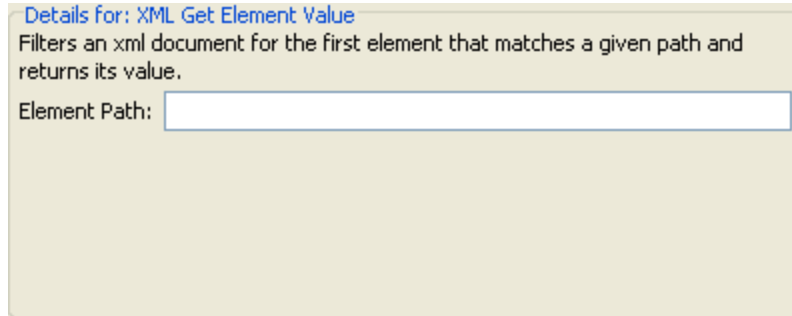 Details for: XML Get Element Value
Filters an xml document for the first element that matches a given path and
returns its value.
Element Path: